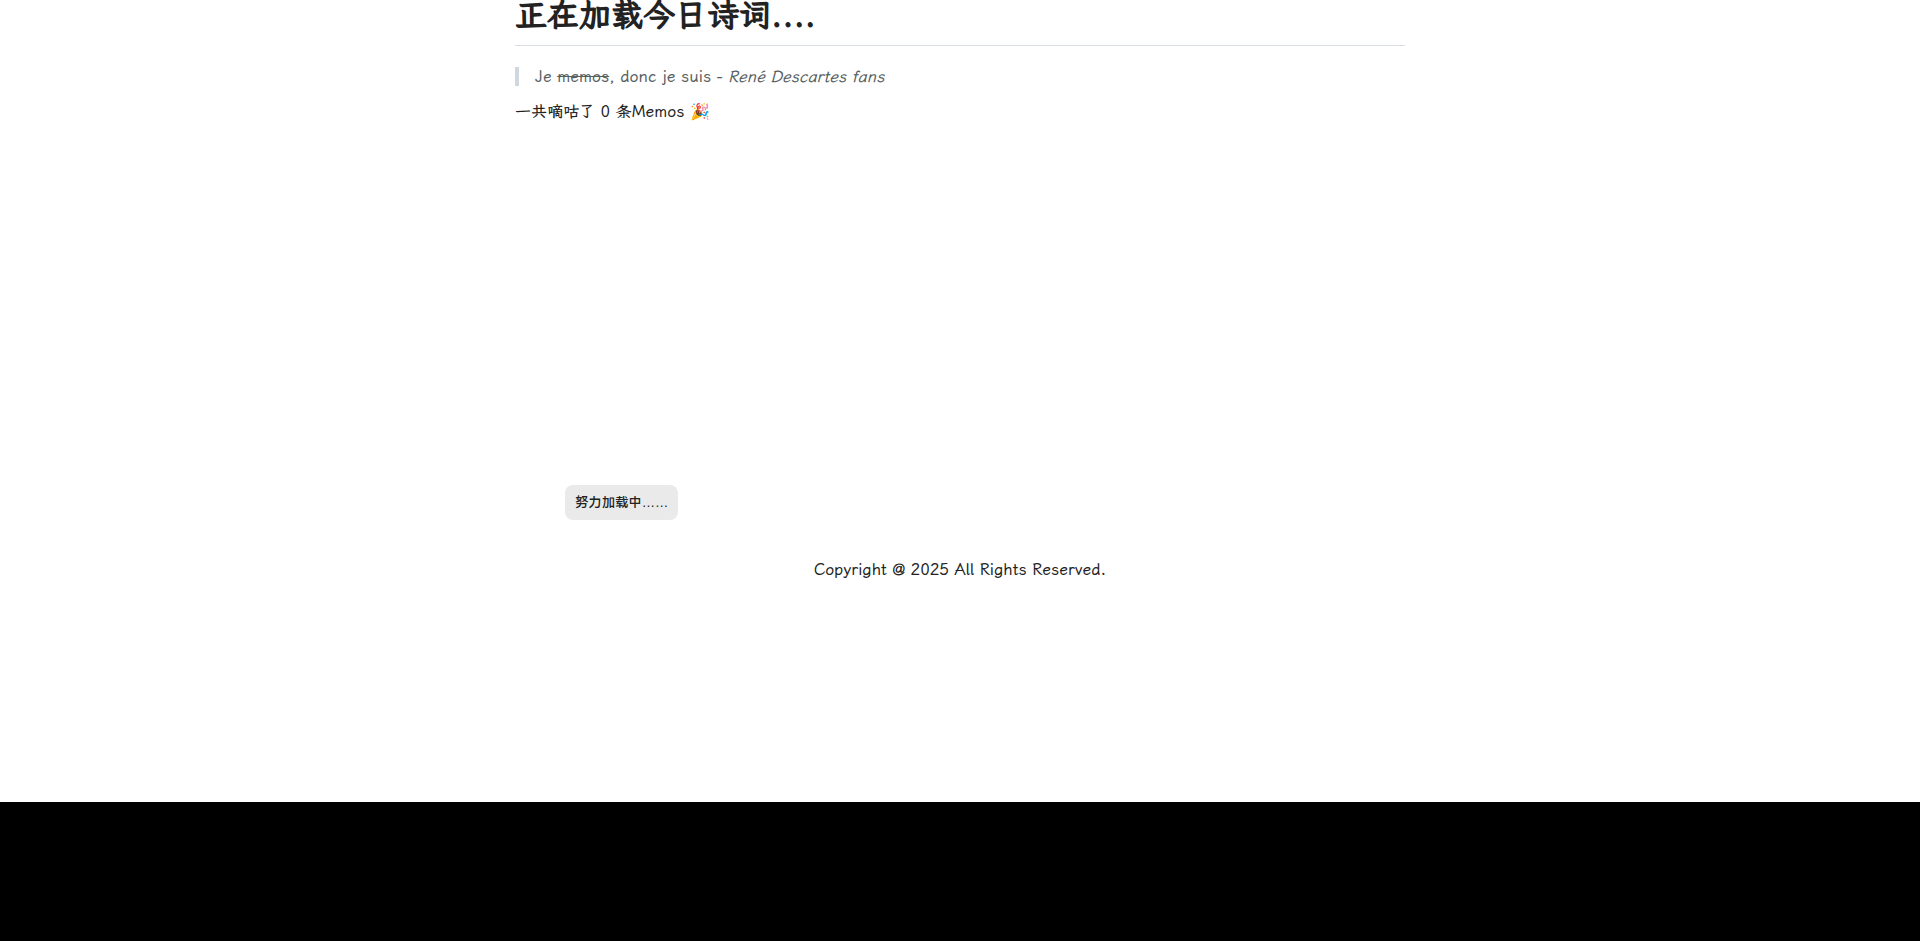 正在加载今日诗词....
Je memos, donc je suis - René Descartes fans
一共嘀咕了 0 条Memos 🎉
努力加载中......
Copyright @ 2025 All Rights Reserved.